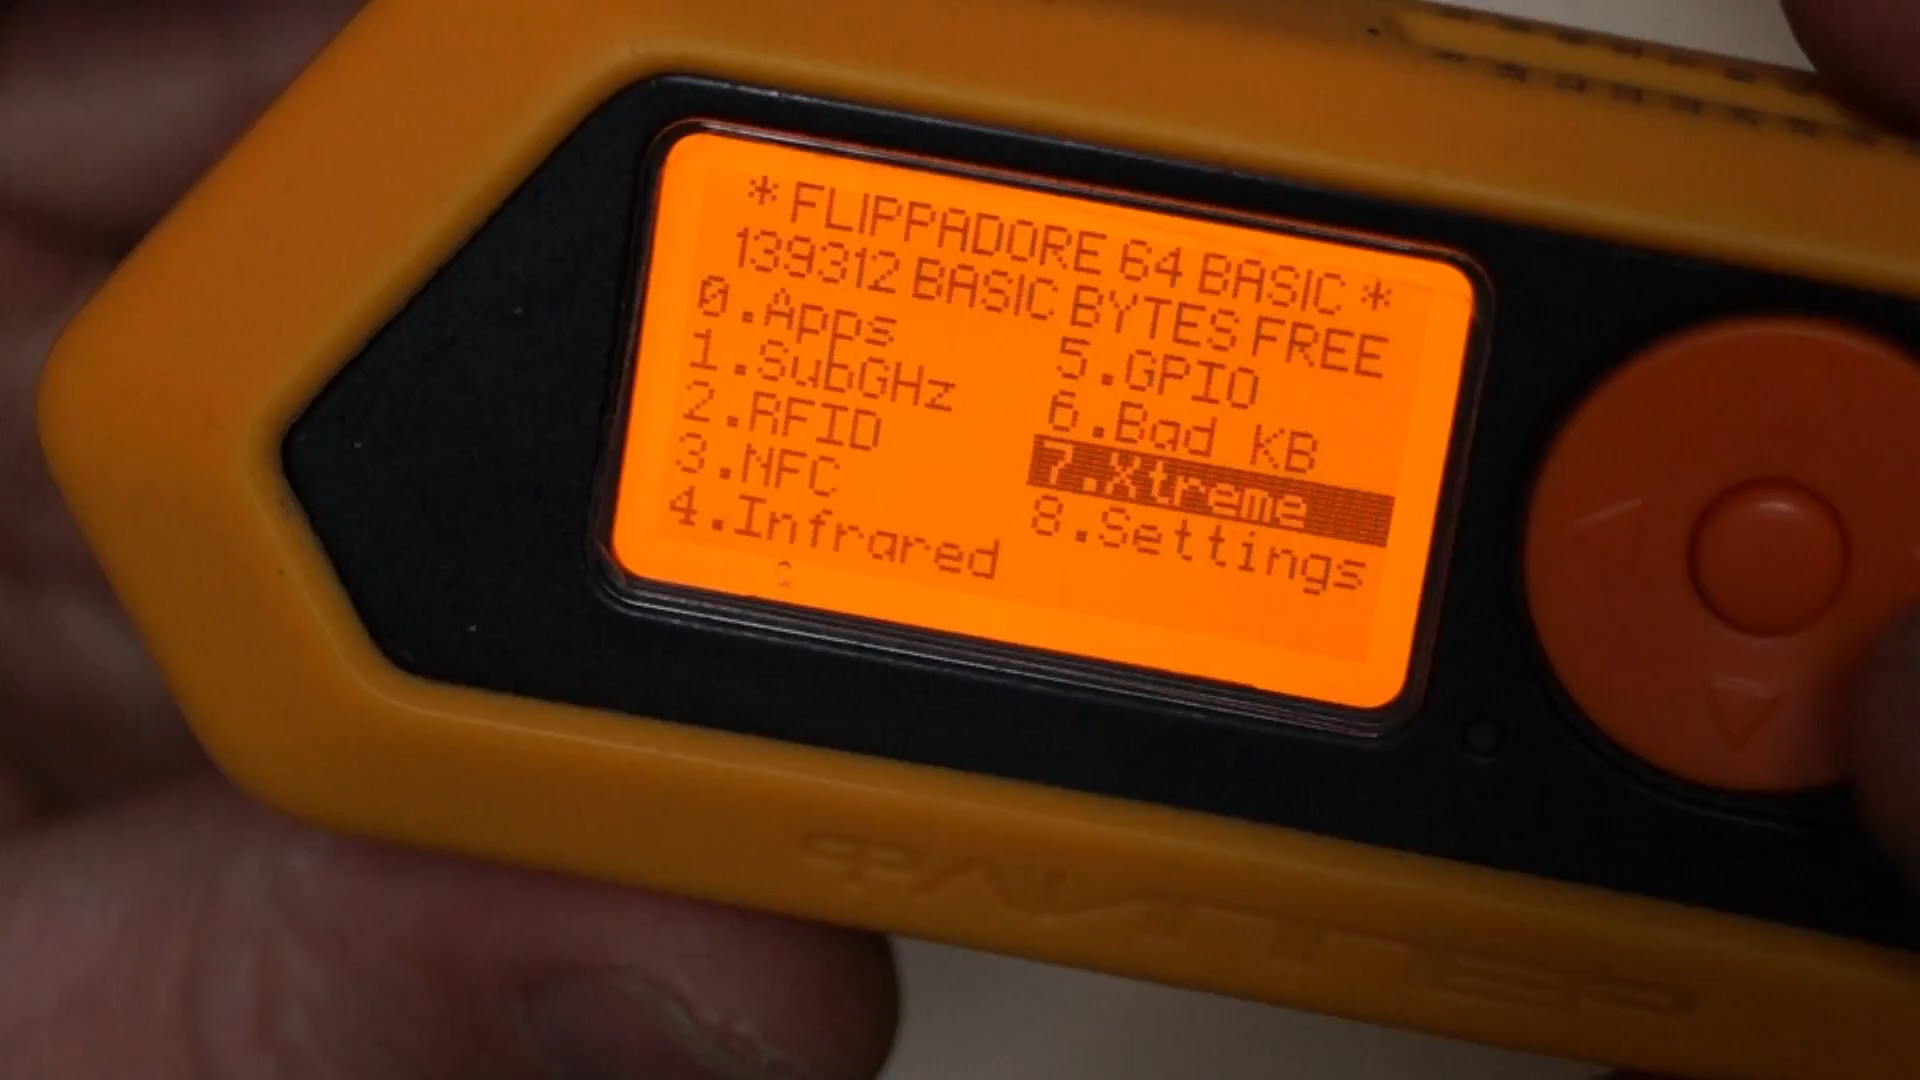 * FLIPPADORE 64 BASIC *
139312 BASIC BYTES FREE
0.Apps
1.SubGHz
2.RFID
3.NFC
4.Infrared
5.GPIO
6.Bad KB
7.Xtreme
8.Settings